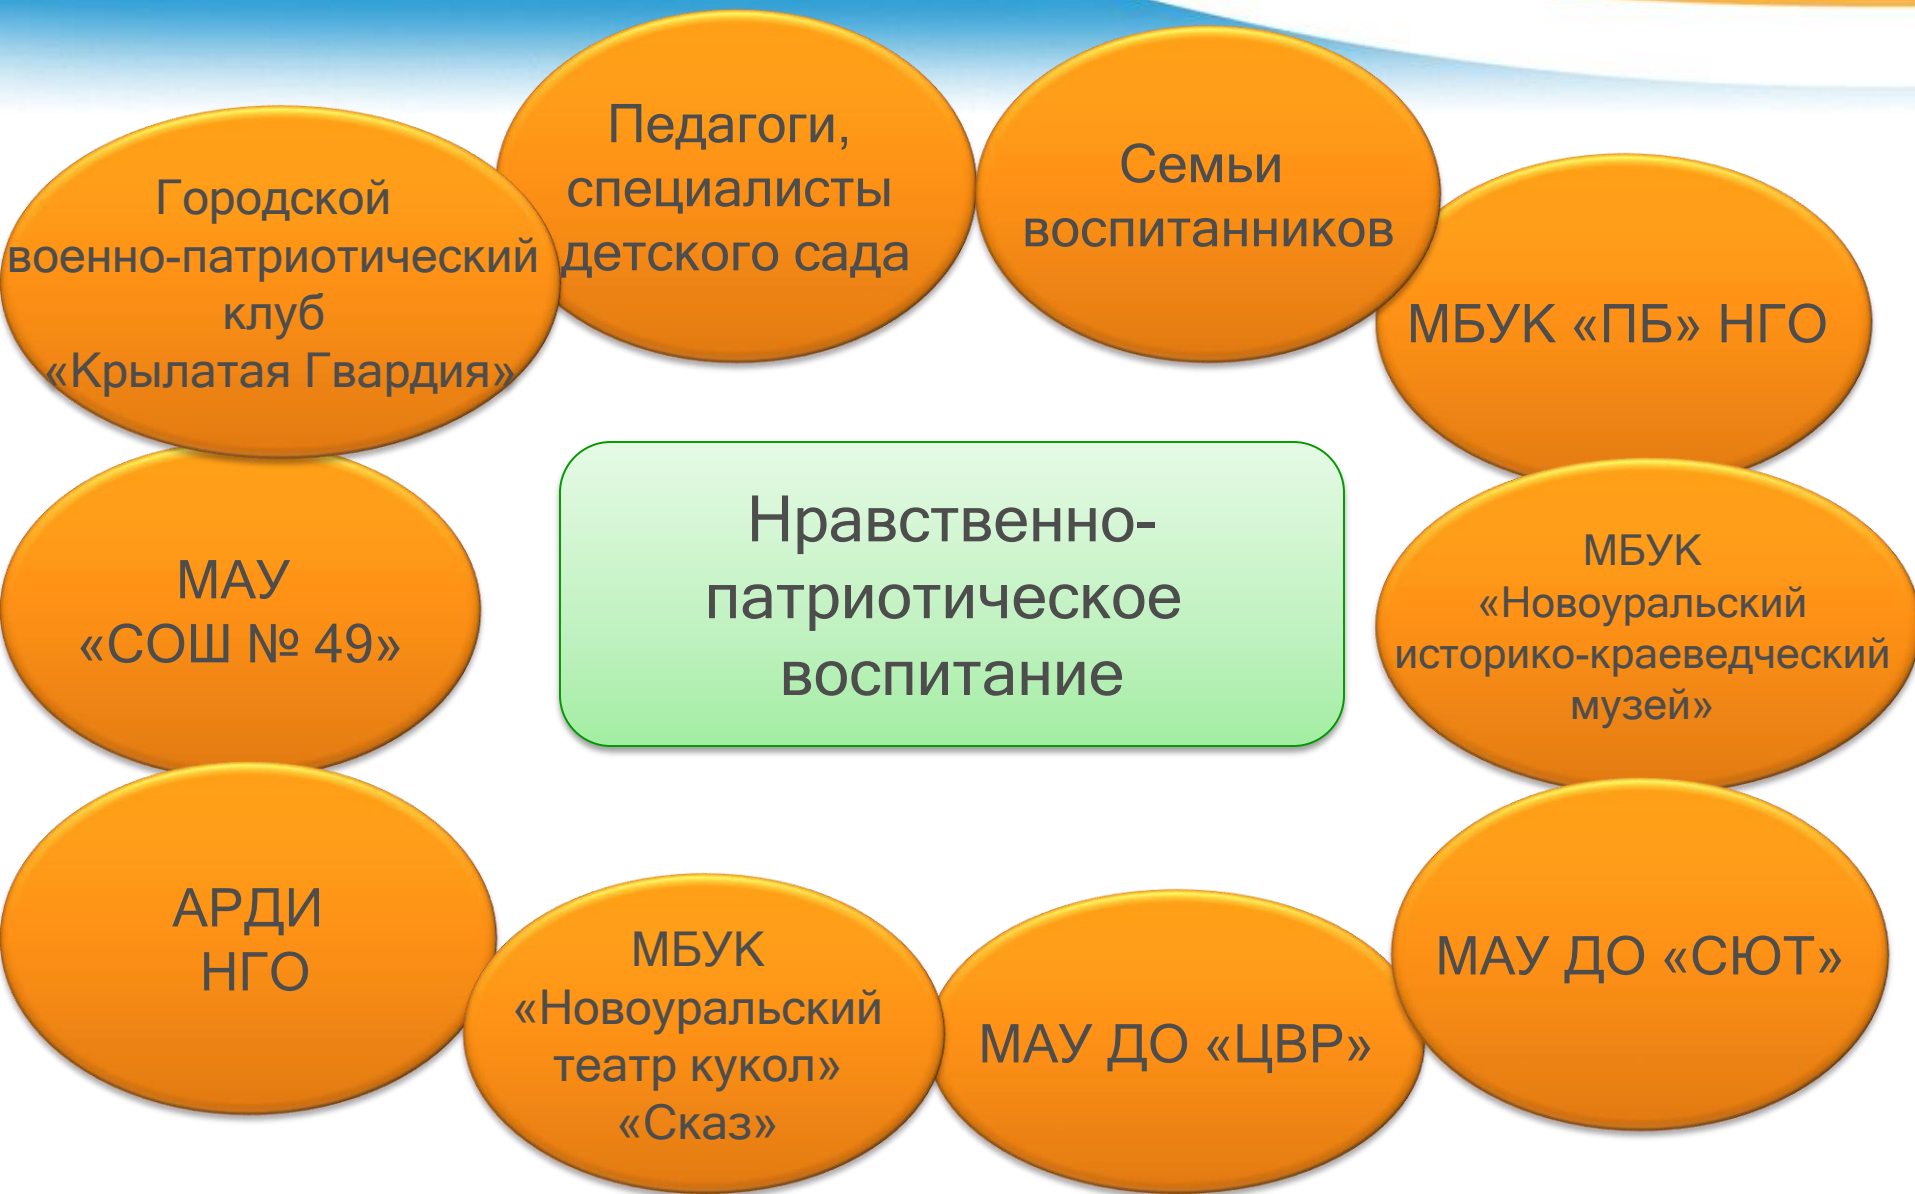 Педагоги,
специалисты
детского сада
Семьи
воспитанников
Городской
военно-патриотический
клуб
«Крылатая Гвардия»
МБУК «ПБ» НГО
Нравственно-
патриотическое
воспитание
МАУ
«СОШ № 49»
МБУК
«Новоуральский
историко-краеведческий
музей»
АРДИ
НГО
МБУК
«Новоуральский
театр кукол»
«Сказ»
МАУ ДО «ЦВР»
МАУ ДО «СЮТ»